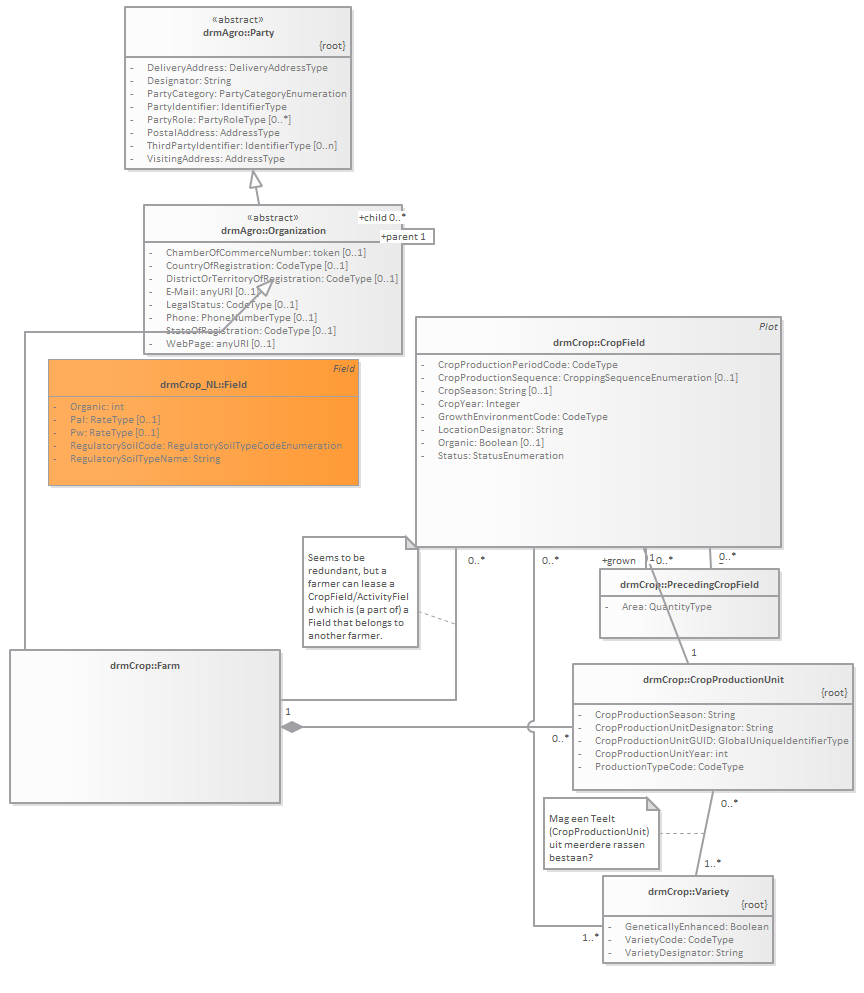 «abstract»
drmAgro::Party
{root}
- DeliveryAddress: DeliveryAddressType
- Designator: String
- PartyCategory: PartyCategoryEnumeration
- PartyIdentifier: IdentifierType
- PartyRole: PartyRoleType [0..*]
- PostalAddress: AddressType
- ThirdPartyIdentifier: IdentifierType [0..n]
- VisitingAddress: AddressType
«abstract»
drmAgro::Organization
+child 0..*
+parent 1
- ChamberOfCommerceNumber: token [0..1]
- CountryOfRegistration: CodeType [0..1]
- DistrictOrTerritoryOfRegistration: CodeType [0..1]
- E-Mail: anyURI [0..1]
- LegalStatus: CodeType [0..1]
- Phone: PhoneNumberType [0..1]
- StateOfRegistration: CodeType [0..1]
- WebPage: anyURI [0..1]
Plot
drmCrop::CropField
- CropProductionPeriodCode: CodeType
- CropProductionSequence: CroppingSequenceEnumeration [0..1]
- CropSeason: String [0..1]
- CropYear: Integer
- GrowthEnvironmentCode: CodeType
- LocationDesignator: String
- Organic: Boolean [0..1]
- Status: StatusEnumeration
Field
drmCrop_NL::Field
- Organic: int
- Pal: RateType [0..1]
- Pw: RateType [0..1]
- RegulatorySoilCode: RegulatorySoilTypeCodeEnumeration
- RegulatorySoilTypeName: String
Seems to be
redundant, but a
farmer can lease a
CropField/ActivityFiel
d which is (a part of) a
Field that belongs to
another farmer.
0..*
0..*
+grown
1
0..*
0..*
drmCrop::PrecedingCropField
- Area: QuantityType
1
drmCrop::Farm
1
0..*
drmCrop::CropProductionUnit
{root}
- CropProductionSeason: String
- CropProductionUnitDesignator: String
- CropProductionUnitGUID: GlobalUniqueIdentifierType
- CropProductionUnitYear: int
- ProductionTypeCode: CodeType
0..*
Mag een Teelt
(CropProductionUnit)
uit meerdere rassen
bestaan?
1..*
drmCrop::Variety
{root}
- GeneticallyEnhanced: Boolean
- VarietyCode: CodeType
- VarietyDesignator: String
1..*